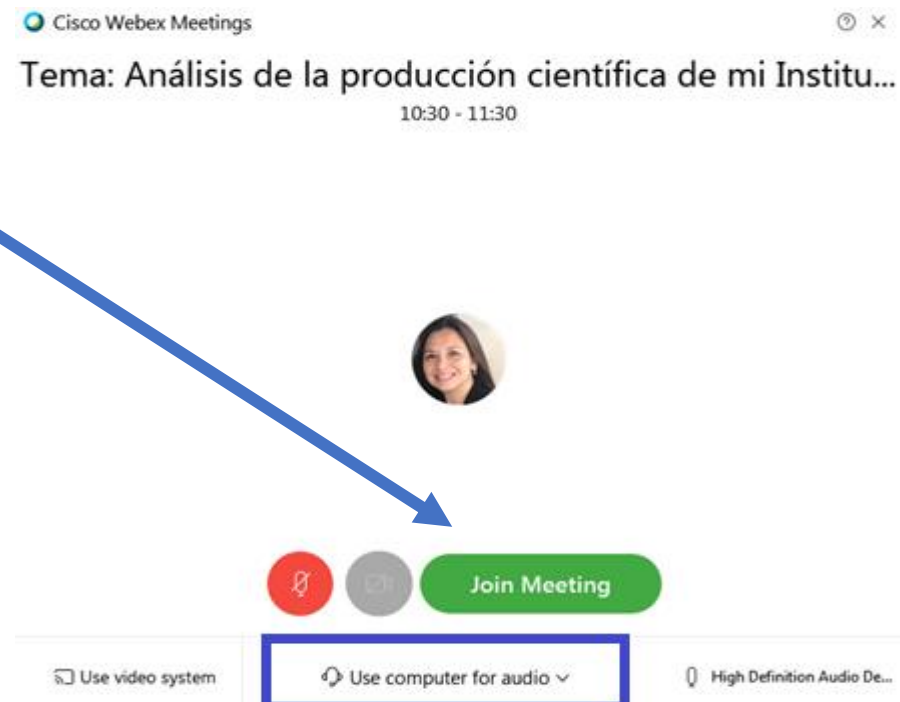 Cisco Webex Meetings
Tema: Análisis de la producción científica de mi Institu...
10:30 - 11:30
Join Meeting
Use video system
Use computer for audio
High Definition Audio De...